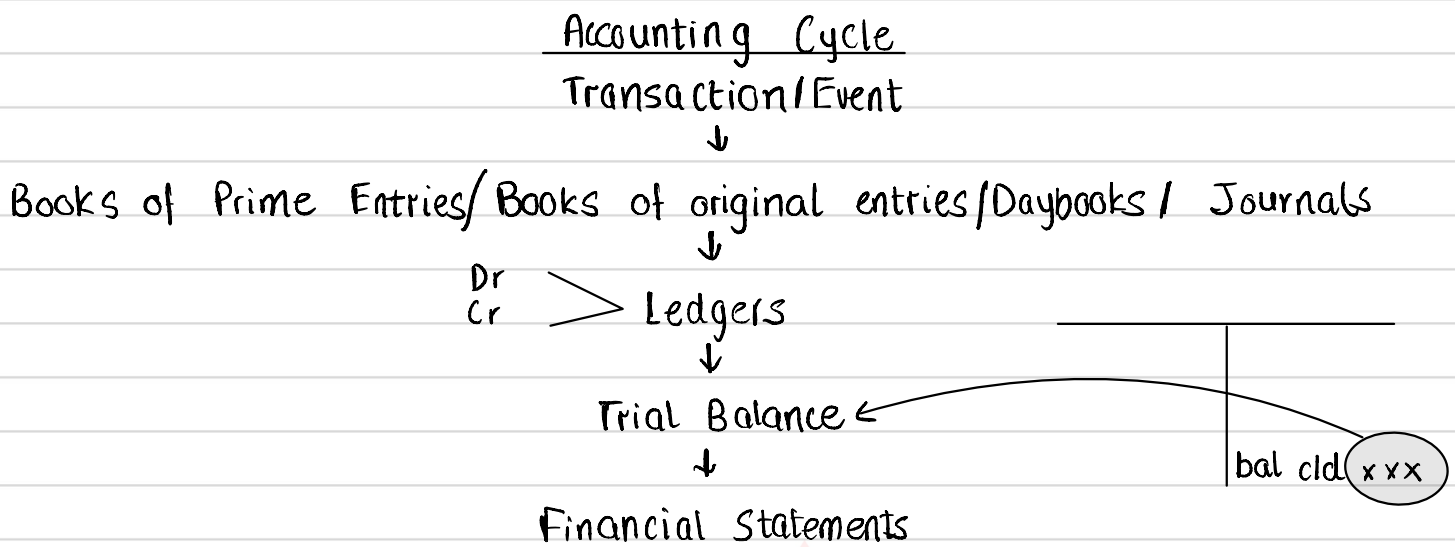 Accounting Cycle
Transaction/Event
↓
Books of Prime Entries/Books of original entries/Daybooks/ Journals
↓
Dr
Cr
Ledgers
↓
Trial Balance
↓
bal c/d xxx
Financial Statements